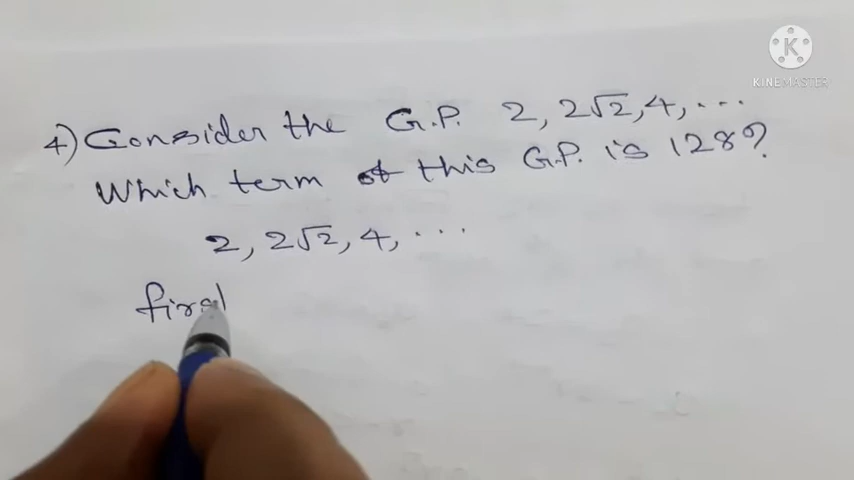 KINEMASTER
4) Consider the G.P. 2, 2√2, 4, ...
Which term of this G.P. is 128?
2, 2√2, 4, ...
first